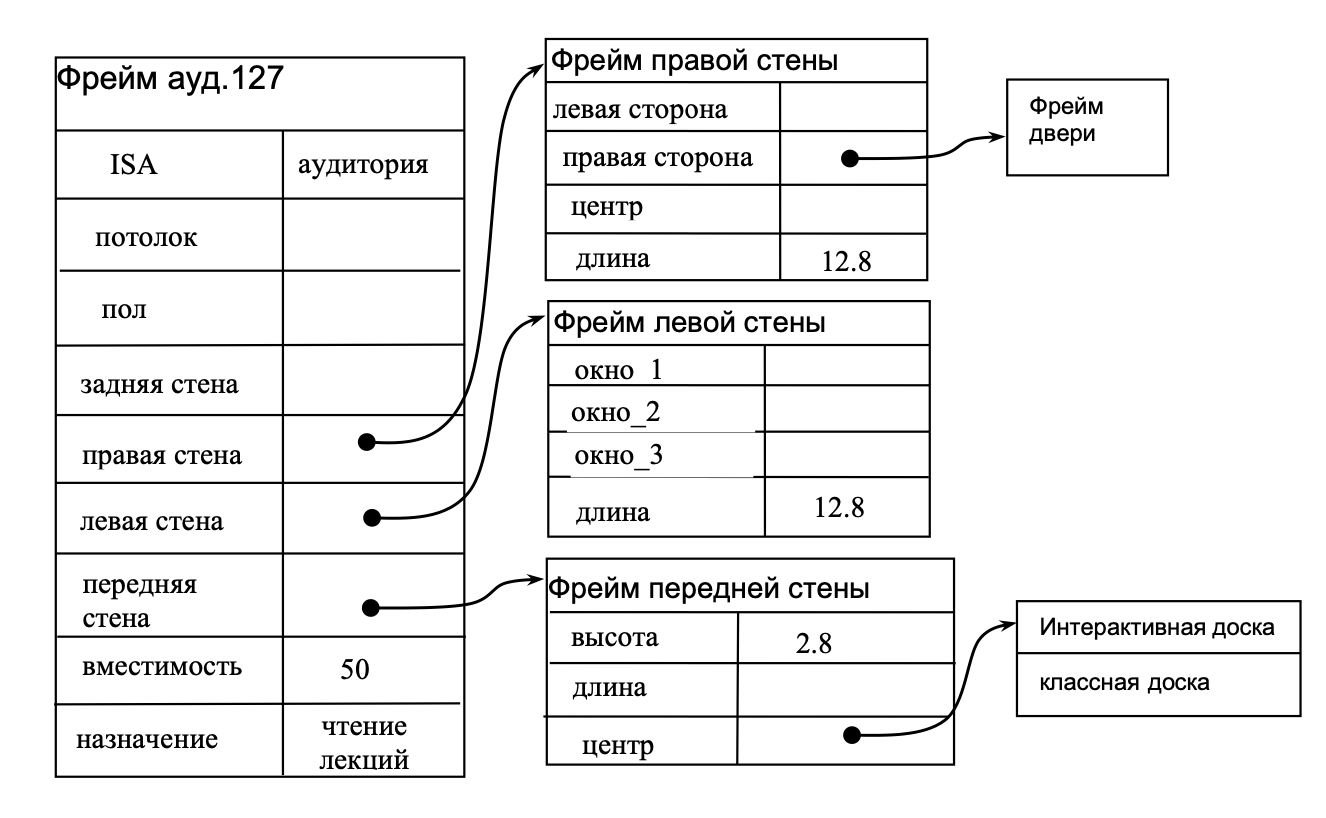 Фрейм ауд.127
ISA аудитория
потолок
пол
задняя стена
правая стена
левая стена
передняя
стена
вместимость 50
назначение чтение
лекций
Фрейм правой стены
левая сторона
правая сторона
центр
длина 12.8
Фрейм
двери
Фрейм левой стены
окно_1
окно_2
окно_3
длина 12.8
Фрейм передней стены
высота 2.8
длина
центр
Интерактивная доска
классная доска